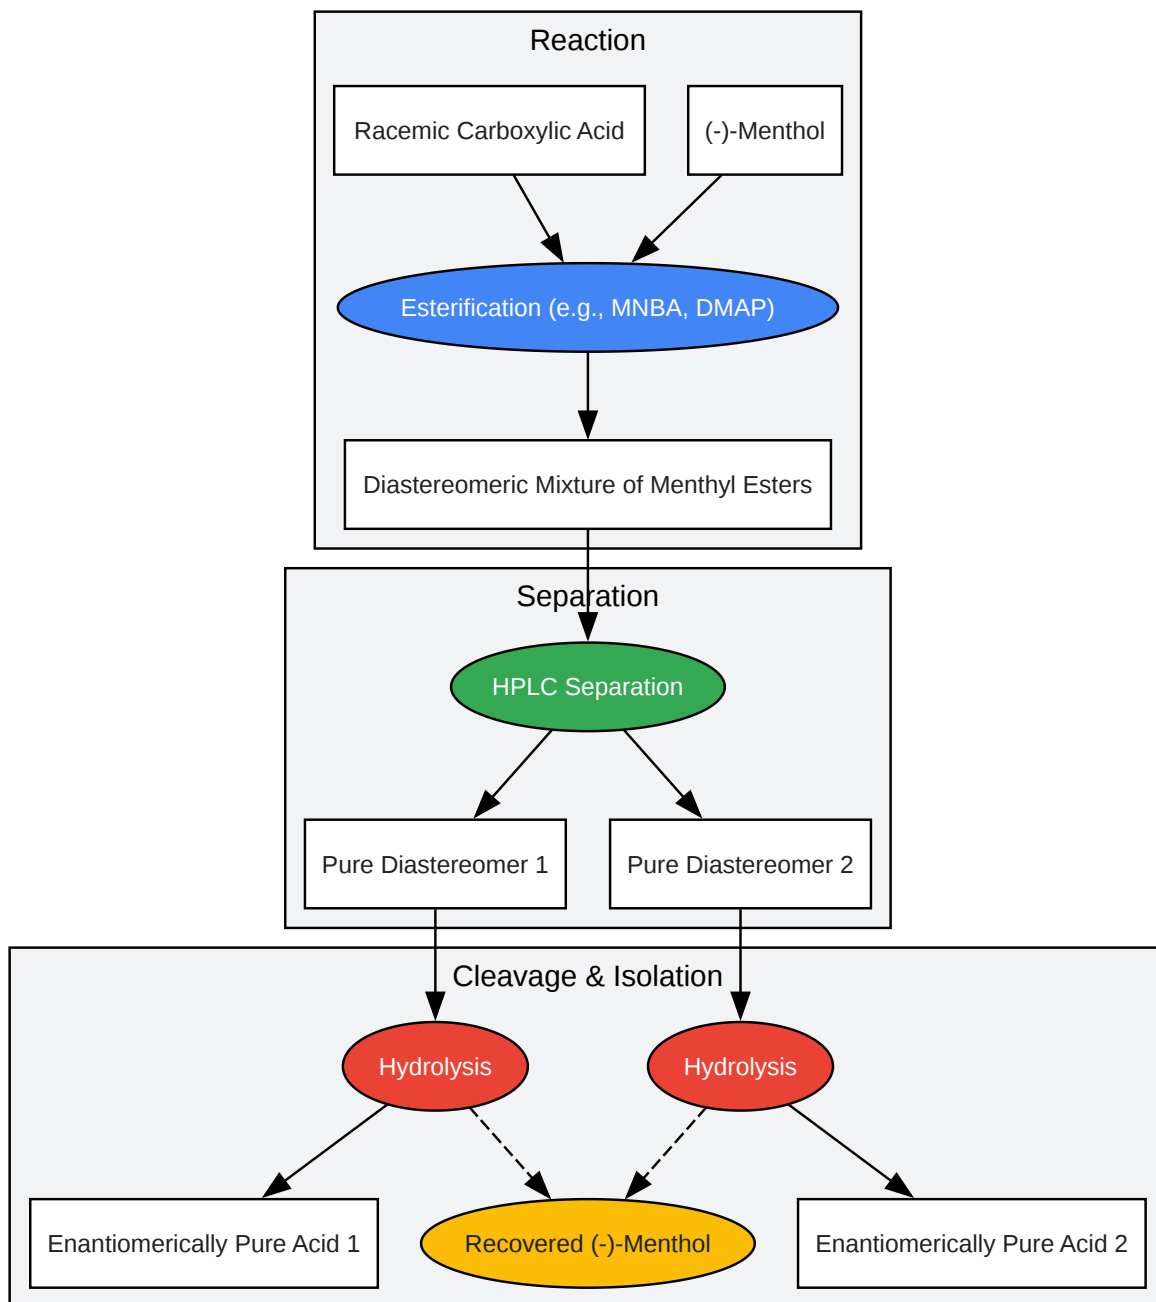 Reaction
Racemic Carboxylic Acid
(-)-Menthol
Esterification (e.g., MNBA, DMAP)
Diastereomeric Mixture of Menthyl Esters
Separation
HPLC Separation
Pure Diastereomer 1
Pure Diastereomer 2
Cleavage & Isolation
Hydrolysis
Hydrolysis
Enantiomerically Pure Acid 1
Recovered (-)-Menthol
Enantiomerically Pure Acid 2